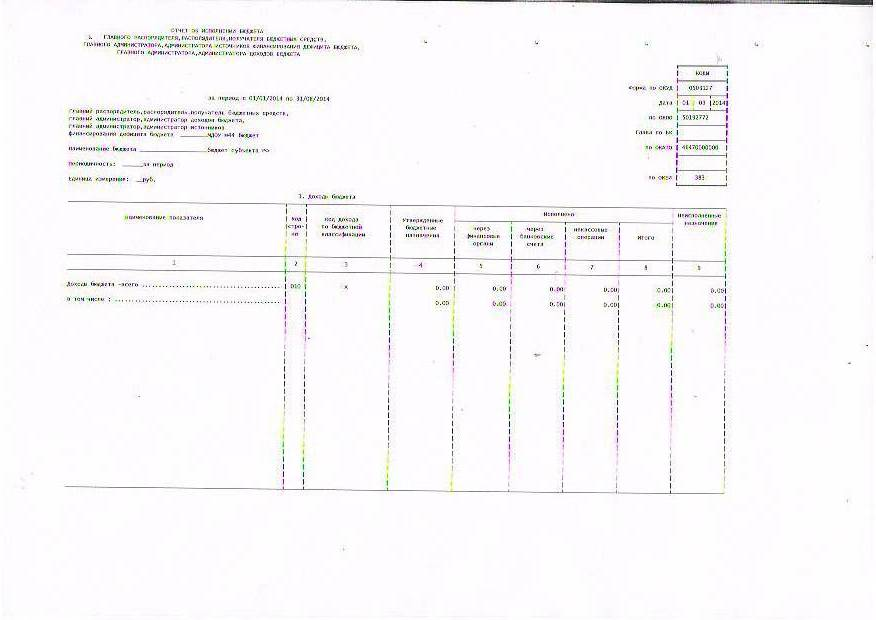 ОТЧЕТ ОБ ИСПОЛНЕНИИ БЮДЖЕТА
ГЛАВНОГО РАСПОРЯДИТЕЛЯ,РАСПОРЯДИТЕЛЯ,ПОЛУЧАТЕЛЯ БЮДЖЕТНЫХ СРЕДСТВ,
ГЛАВНОГО АДМИНИСТРАТОРА,АДМИНИСТРАТОРА ИСТОЧНИКОВ ФИНАНСИРОВАНИЯ ДЕФИЦИТА БЮДЖЕТА,
ГЛАВНОГО АДМИНИСТРАТОРА,АДМИНИСТРАТОРА ДОХОДОВ БЮДЖЕТА
КОДЫ
Форма по ОКУД 0503127
за период с 01/01/2014 по 31/08/2014
Дата 01 2014
Главный распорядитель,распорядитель,получатель бюджетных средств,
главный администратор,администратор доходов бюджета, по ОКПО 50192772
главный администратор,администратор источников
финансирования дефицита бюджета МДОУ №44 бюджет Глава по БК
Наименование бюджета бюджет субъекта РФ по ОКАТО 46470000000
Периодичность: за период
Единица измерения: руб. по ОКЕИ 383
1. Доходы бюджета
Наименование показателя Код стро-ки Код дохода по бюджетной классификации Утвержденные бюджетные назначения Исполнено Неисполненные назначения
через финансовые органы через банковские счета некассовые операции итого
1 2 3 4 5 6 7 8 9
Доходы бюджета -всего 010 х 0.00 0.00 0.00 0.00 0.00 0.00
в том числе : 0.00 0.00 0.00 0.00 0.00 0.00